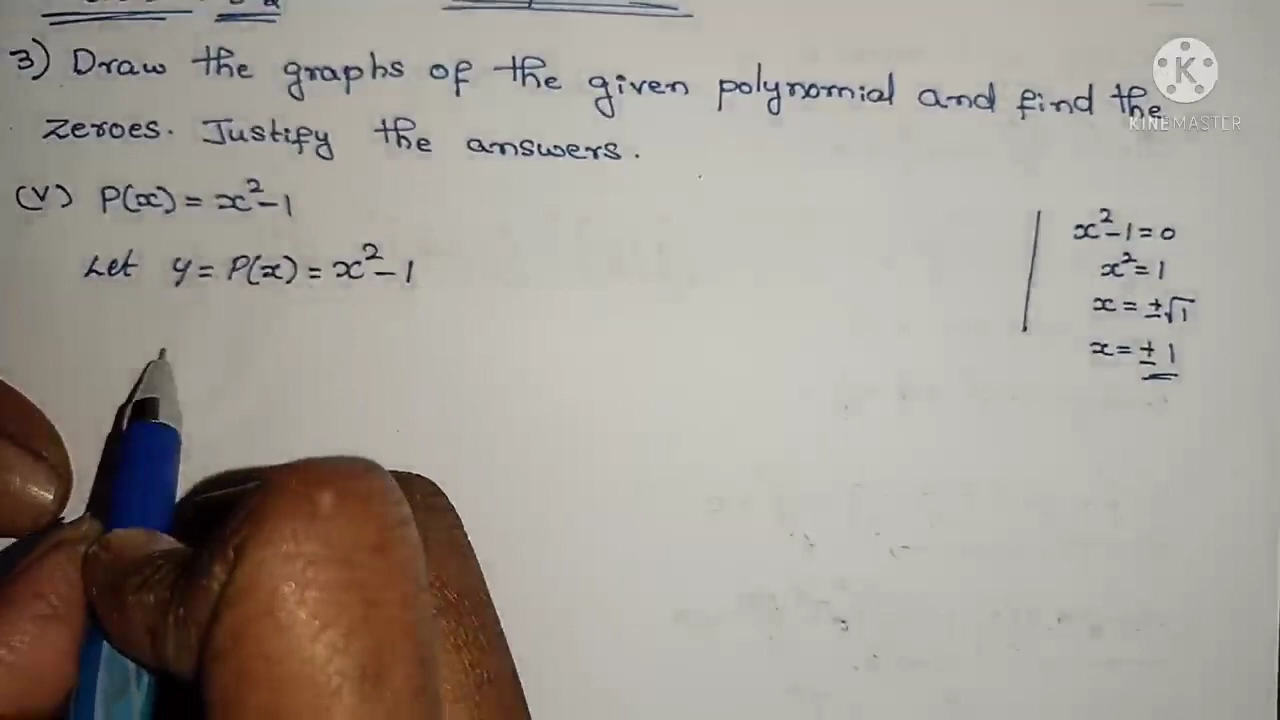 3) Draw the graphs of the given polynomial and find the
zeroes. Justify the answers.
(v) P(x) = x² - 1
Let y = P(x) = x² - 1
x² - 1 = 0
x² = 1
x = ±√1
x = ± 1
K
KINEMASTER